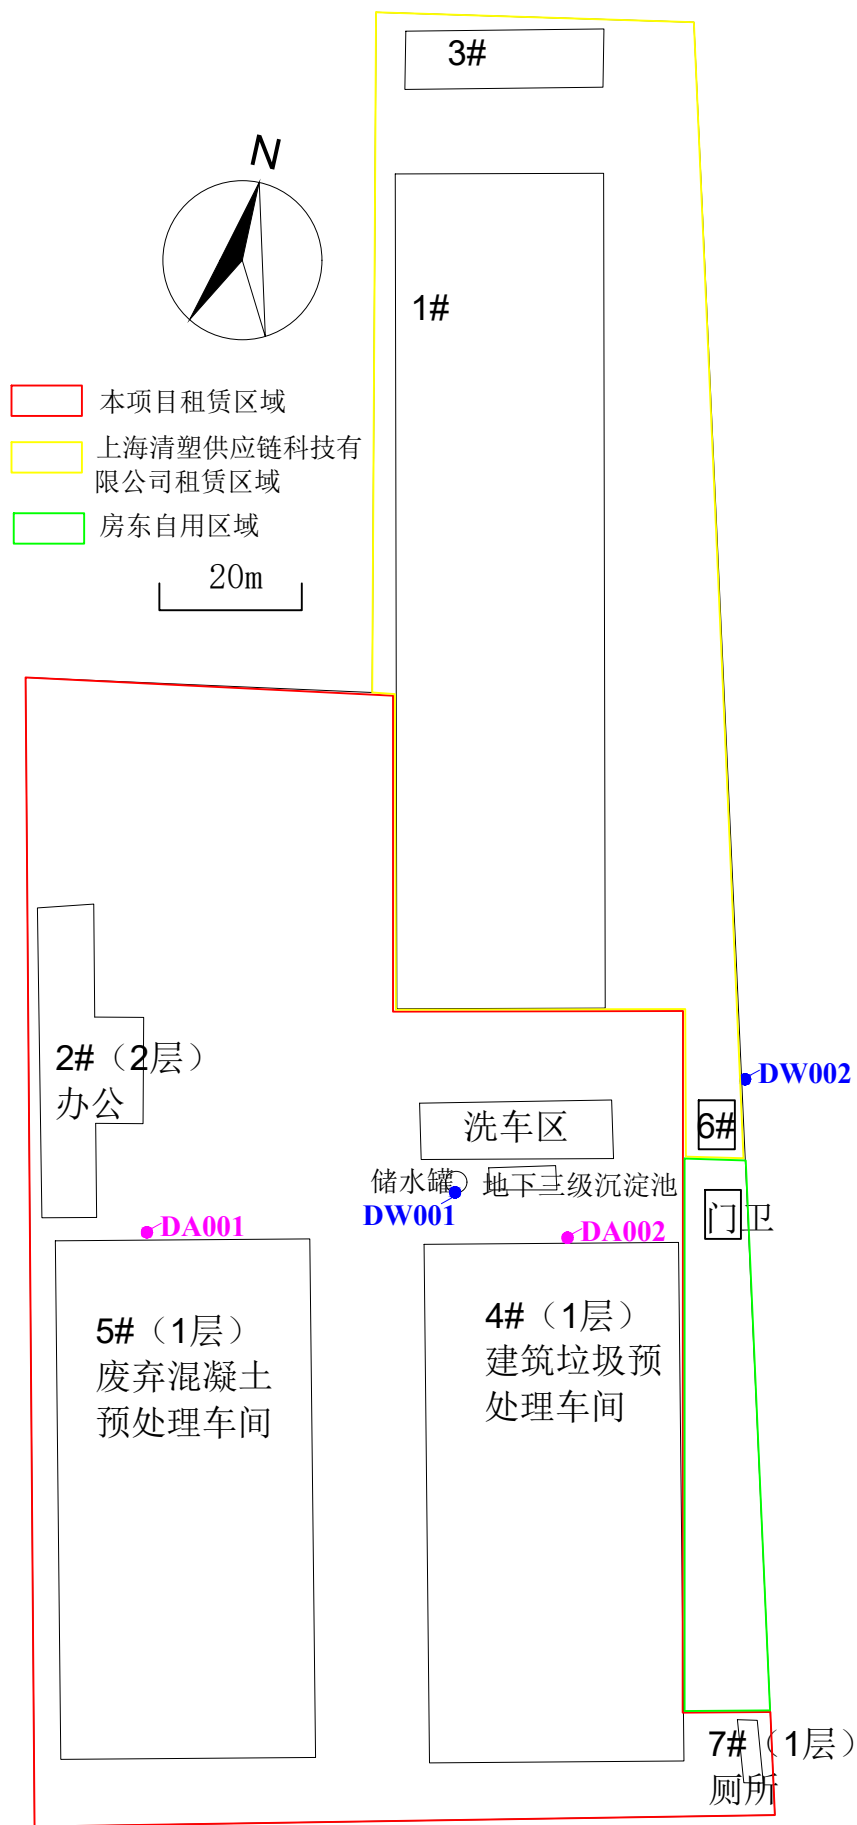 3#
N
1#
本项目租赁区域
上海清塑供应链科技有
限公司租赁区域
房东自用区域
20m
2#（2层）
办公
DW002
洗车区
6#
储水罐
地下三级沉淀池
DW001
门卫
DA001
DA002
5#（1层）
废弃混凝土
预处理车间
4#（1层）
建筑垃圾预
处理车间
7#（1层）
厕所